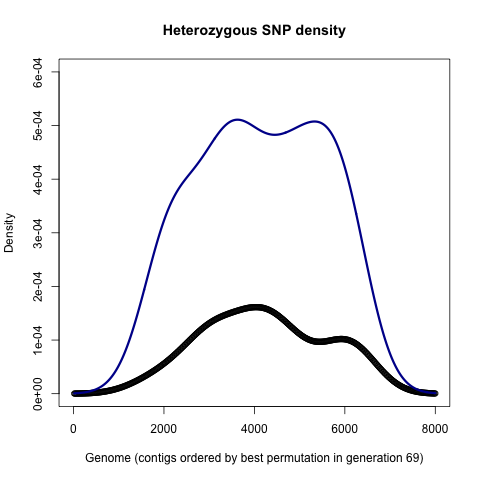 Heterozygous SNP density
Density
6e-04
5e-04
4e-04
3e-04
2e-04
1e-04
0e+00
0 2000 4000 6000 8000
Genome (contigs ordered by best permutation in generation 69)